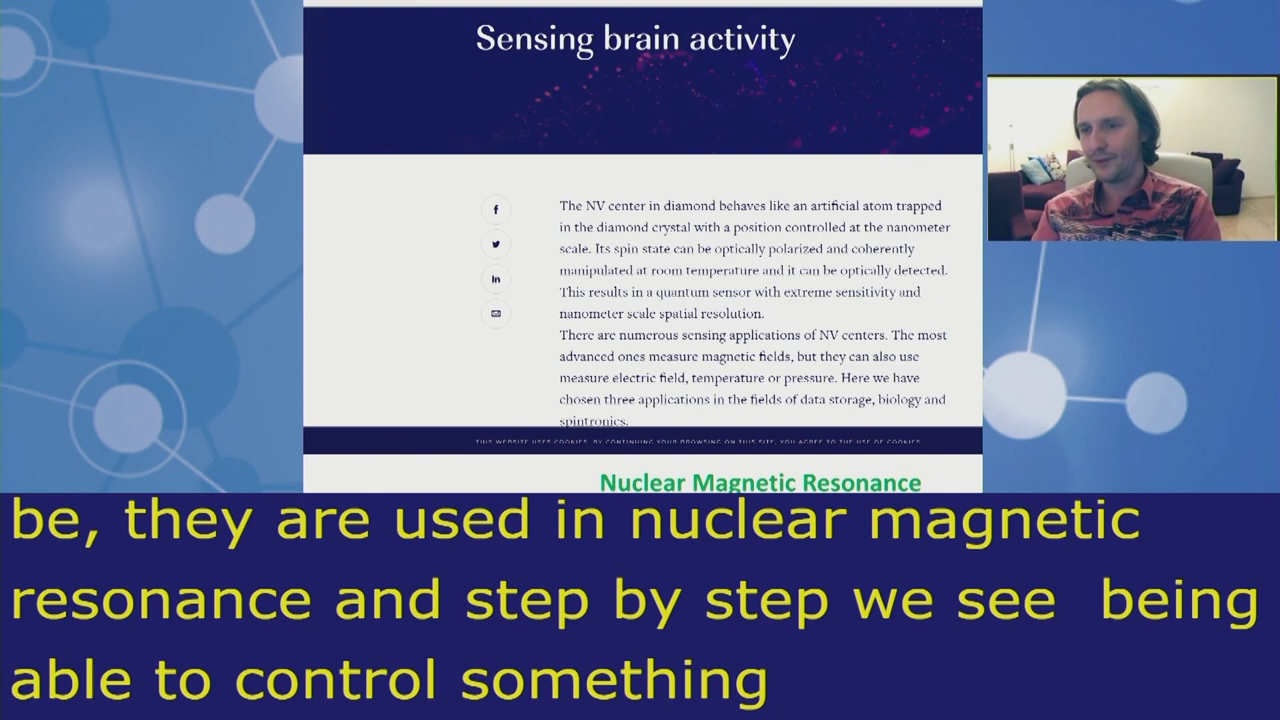 Sensing brain activity
The NV center in diamond behaves like an artificial atom trapped
in the diamond crystal with a position controlled at the nanometer
scale. Its spin state can be optically polarized and coherently
manipulated at room temperature and it can be optically detected.
This results in a quantum sensor with extreme sensitivity and
nanometer scale spatial resolution.
There are numerous sensing applications of NV centers. The most
advanced ones measure magnetic fields, but they can also use
measure electric field, temperature or pressure. Here we have
chosen three applications in the fields of data storage, biology and
spintronics.
THIS WEBSITE USES COOKIES. BY CONTINUING YOUR BROWSING ON THIS SITE, YOU AGREE TO THE USE OF COOKIES
Nuclear Magnetic Resonance
be, they are used in nuclear magnetic
resonance and step by step we see being
able to control something